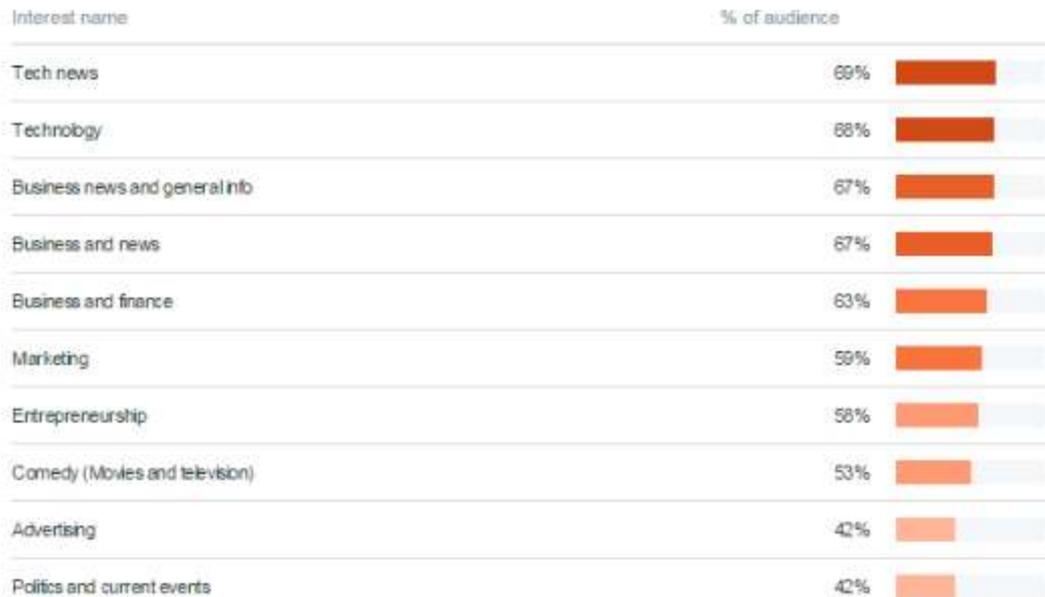 Interest name % of audience
Tech news 69%
Technology 68%
Business news and general info 67%
Business and news 67%
Business and finance 63%
Marketing 59%
Entrepreneurship 58%
Comedy (Movies and television) 53%
Advertising 42%
Politics and current events 42%